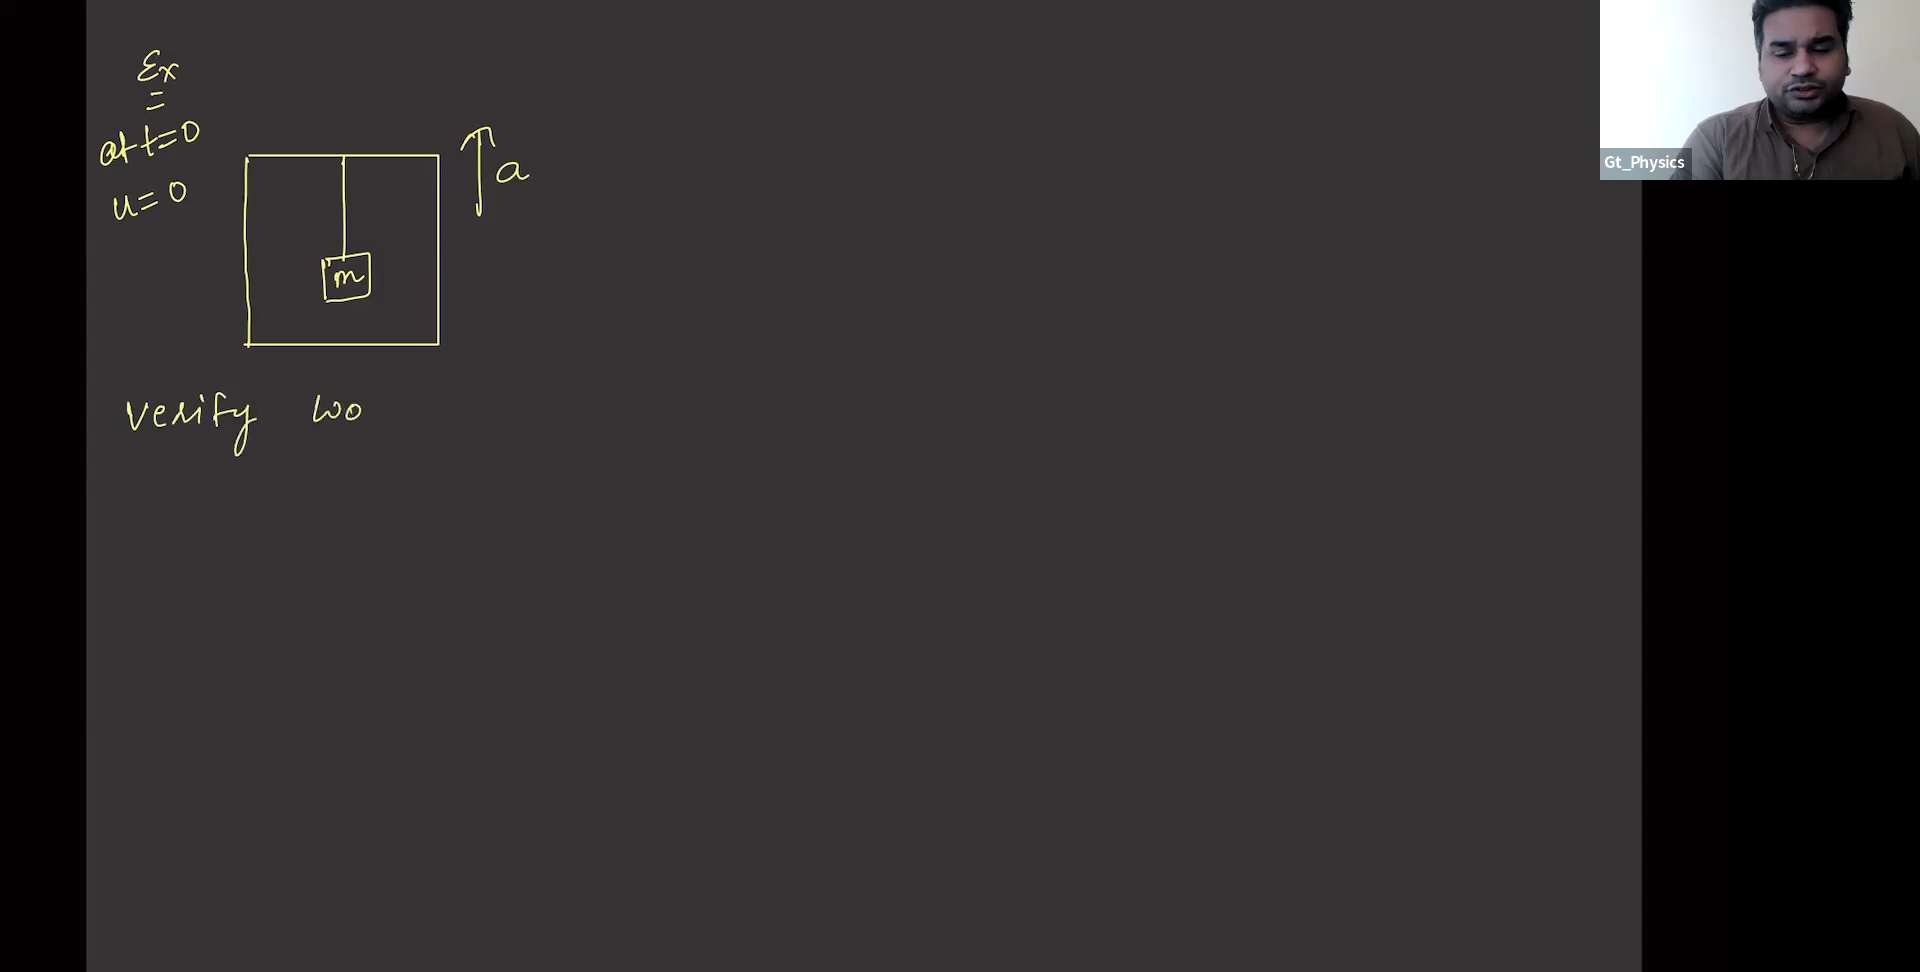 Ex
at t=0
u=0
a
m
verify wo
Gt_Physics